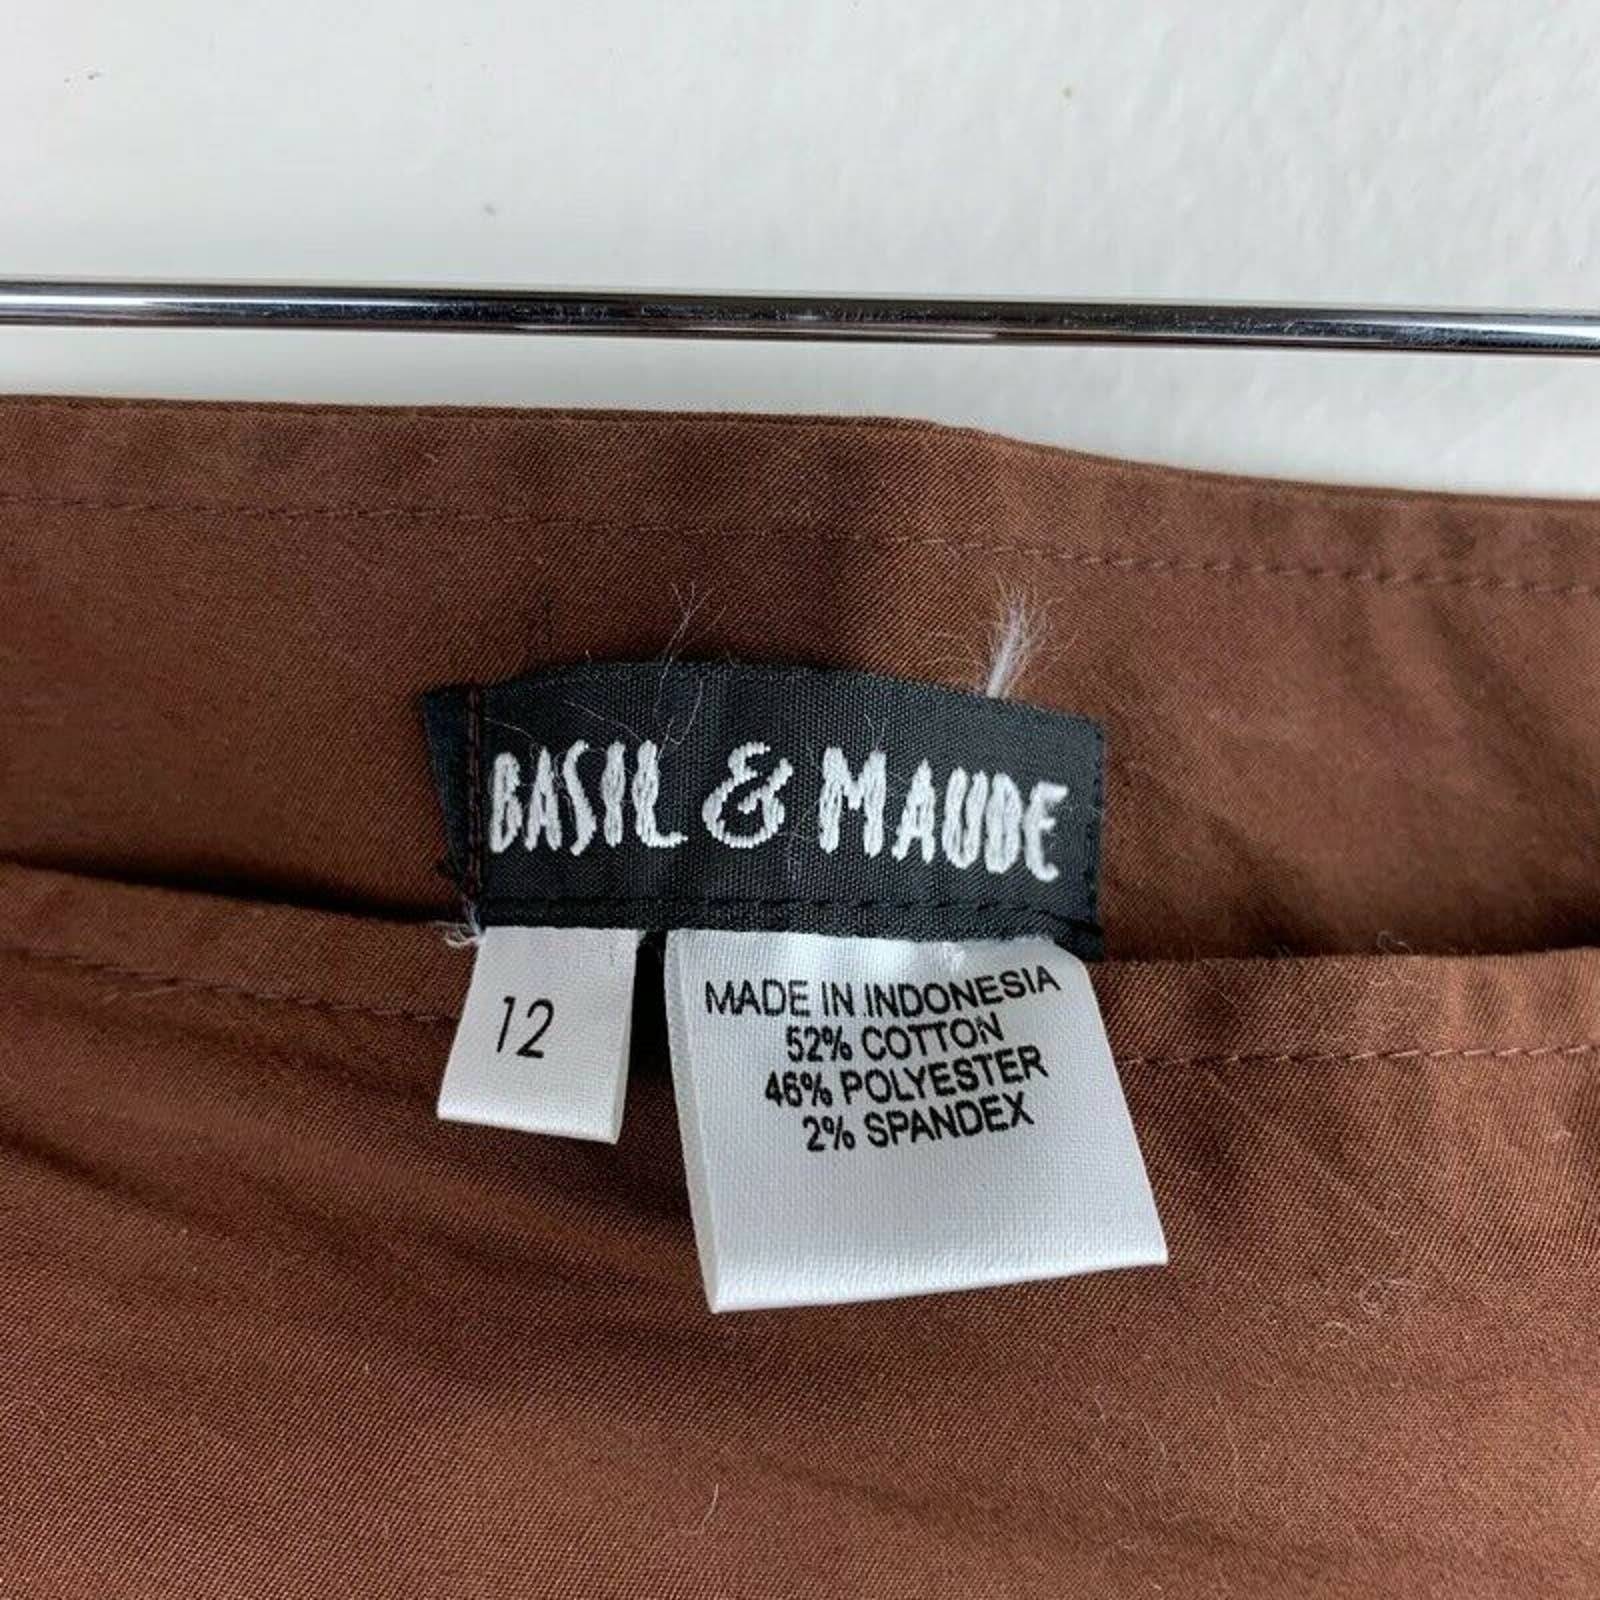 BASIL & MAUDE
12
MADE IN INDONESIA
52% COTTON
46% POLYESTER
2% SPANDEX